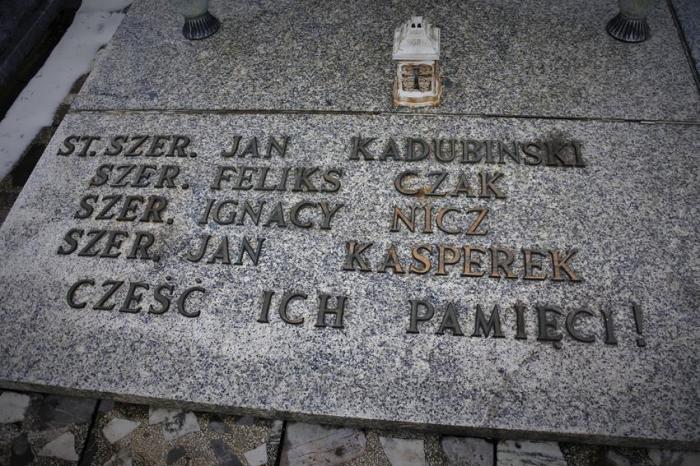 ST. SZER. JAN KADUBINSKI
SZER. FELIKS CZAK
SZER. IGNACY NICZ
SZER. JAN KASPEREK
CZEŚĆ ICH PAMIĘCI!